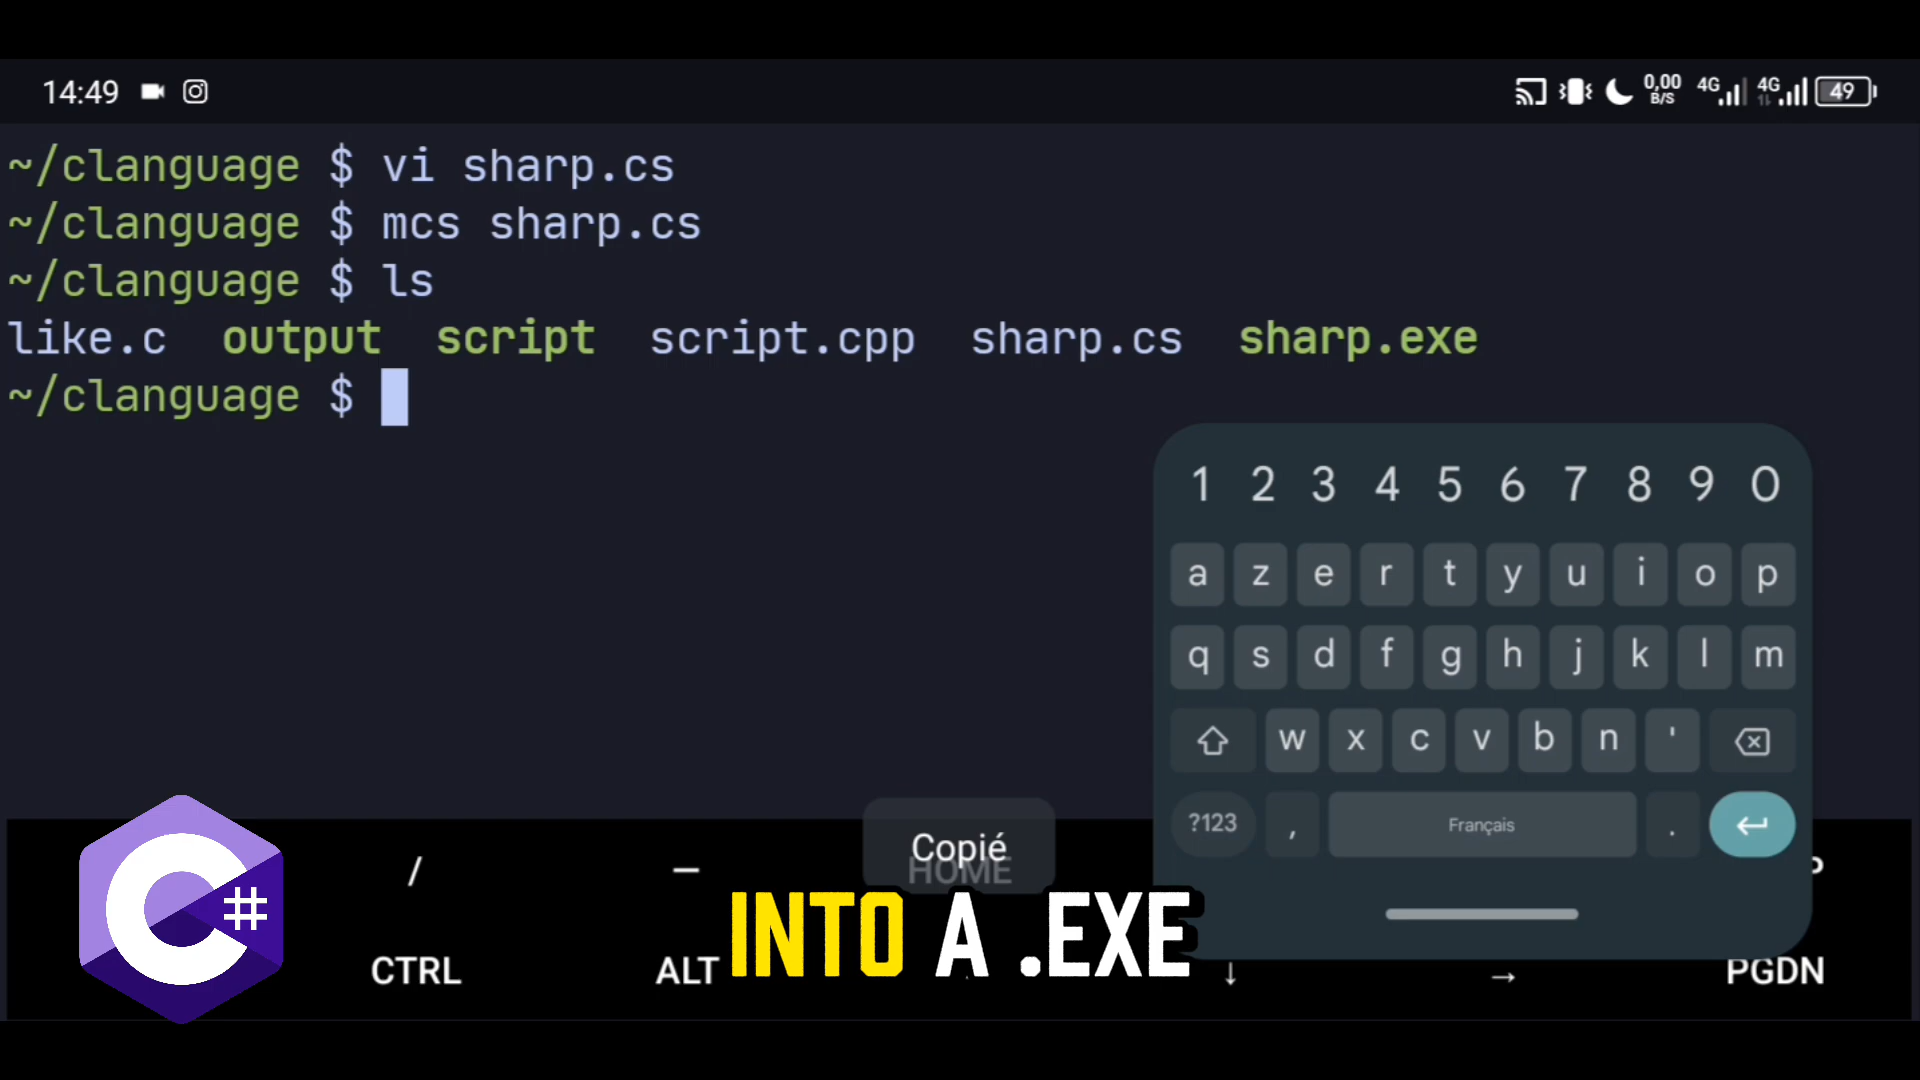 14:49 0,00 B/S 4G 4G 49
~/clanguage $ vi sharp.cs
~/clanguage $ mcs sharp.cs
~/clanguage $ ls
like.c output script script.cpp sharp.cs sharp.exe
~/clanguage $
1 2 3 4 5 6 7 8 9 0
a z e r t y u i o p
q s d f g h j k l m
w x c v b n '
?123 , Français .
/ — HOME
Copié
C#
INTO A .EXE
CTRL ALT ↓ → PGDN